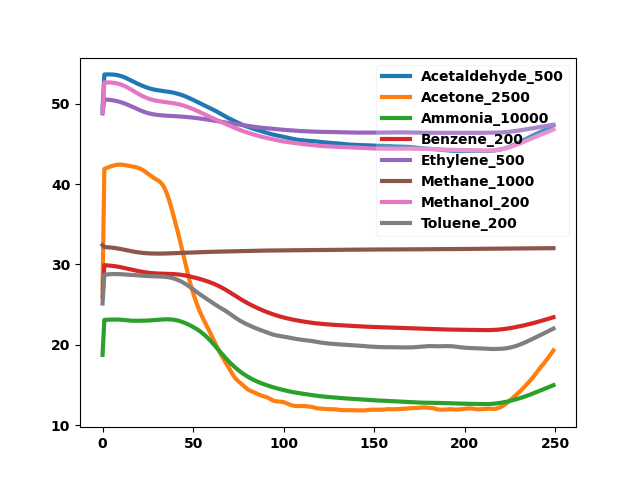 Acetaldehyde_500
Acetone_2500
Ammonia_10000
Benzene_200
Ethylene_500
Methane_1000
Methanol_200
Toluene_200
50
40
30
20
10
0 50 100 150 200 250